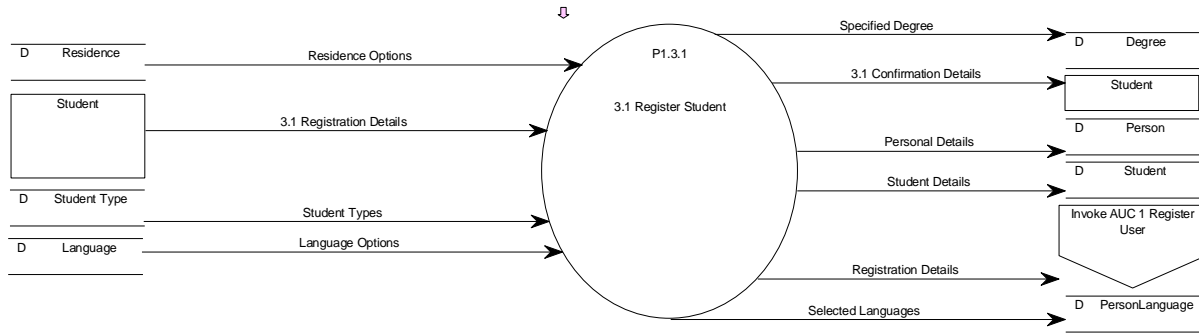 D Residence
Residence Options
Student
3.1 Registration Details
D Student Type
Student Types
D Language
Language Options
P1.3.1
3.1 Register Student
Specified Degree
D Degree
3.1 Confirmation Details
Student
Personal Details
D Person
Student Details
D Student
Invoke AUC 1 Register
User
Registration Details
Selected Languages
D PersonLanguage